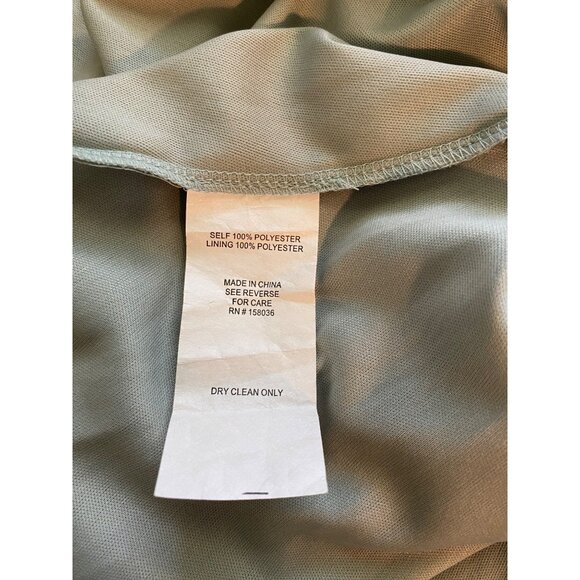 SELF 100% POLYESTER
LINING 100% POLYESTER
MADE IN CHINA
SEE REVERSE
FOR CARE
RN # 158036
DRY CLEAN ONLY